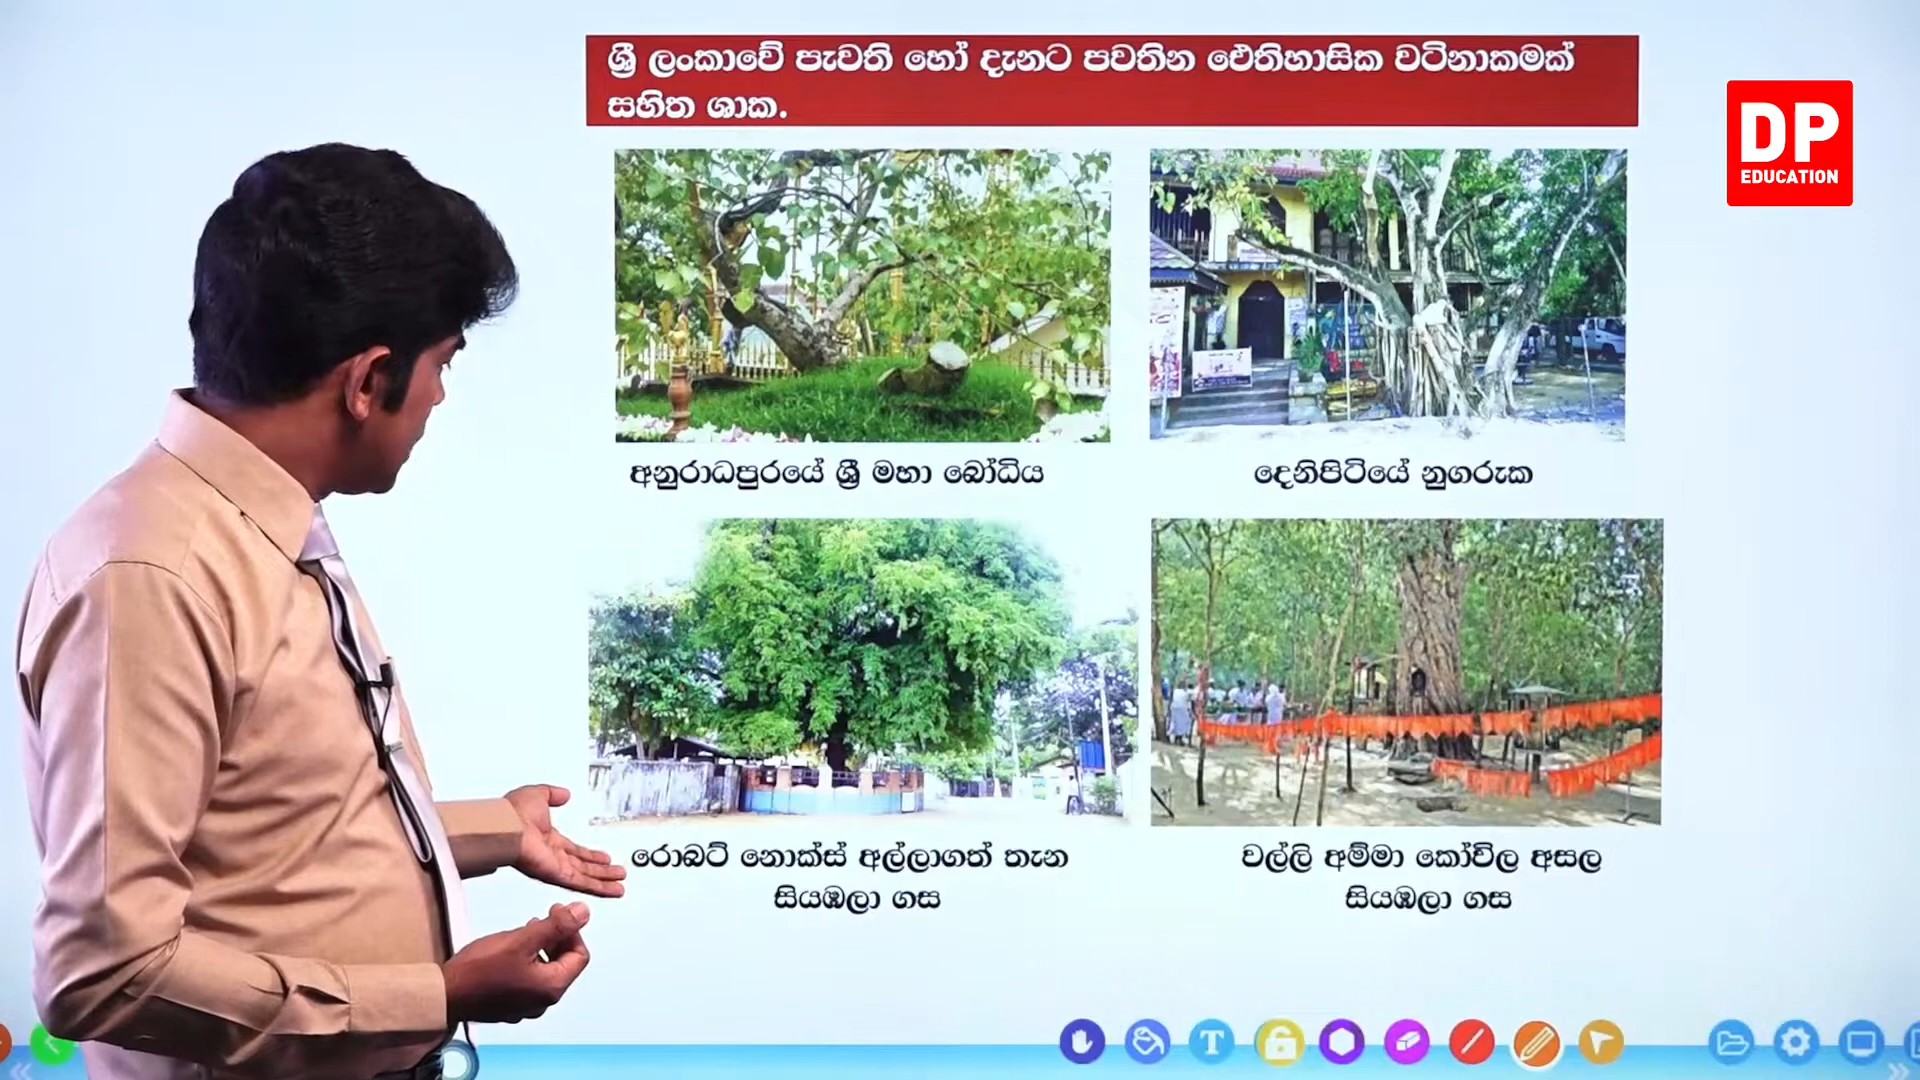 ශ්‍රී ලංකාවේ පැවති හෝ දැනට පවතින ඓතිහාසික වටිනාකමක්
සහිත ශාක.
DP
EDUCATION
අනුරාධපුරයේ ශ්‍රී මහා බෝධිය
දෙනිපිටියේ නුගරුක
රොබට් නොක්ස් අල්ලාගත් තැන
සියඹලා ගස
වල්ලි අම්මා කෝවිල අසල
සියඹලා ගස
T